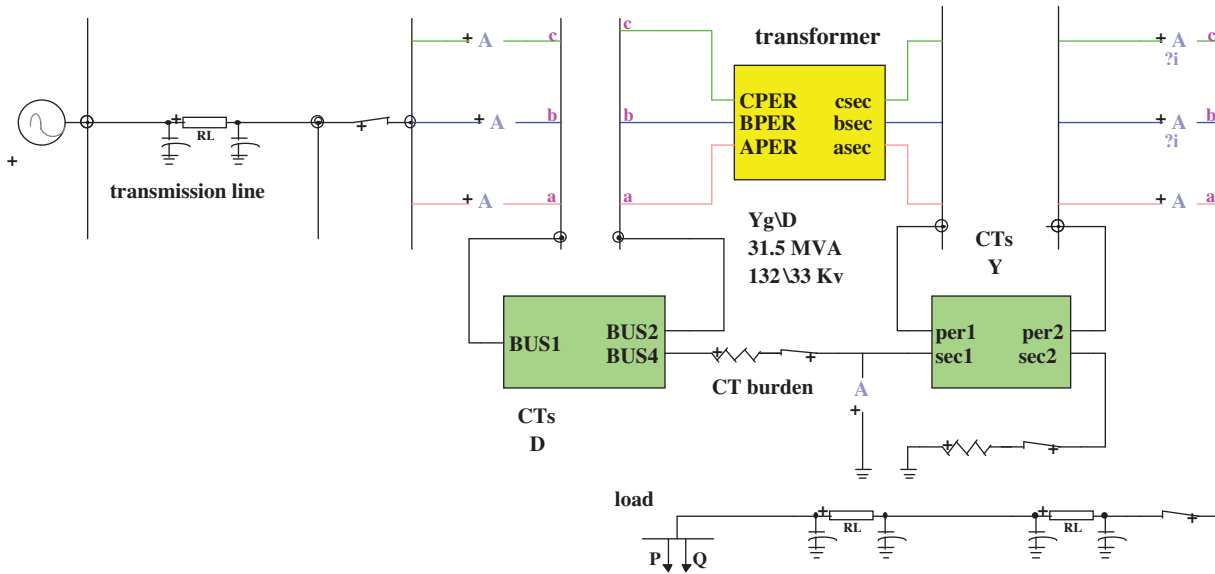 c
+ A
c
transformer
+ A
?i
c
CPER csec
+
b
BPER bsec
+ A
b
b
+ A
?i
b
RL
+
APER asec
+
transmission line
+ A
a
a
+ A
a
Yg\D
31.5 MVA
132\33 Kv
CTs
Y
BUS1
BUS2
BUS4
+
+
per1 per2
sec1 sec2
+
CT burden
A
+
CTs
D
+
+
load
+
RL
+
RL
+
P Q